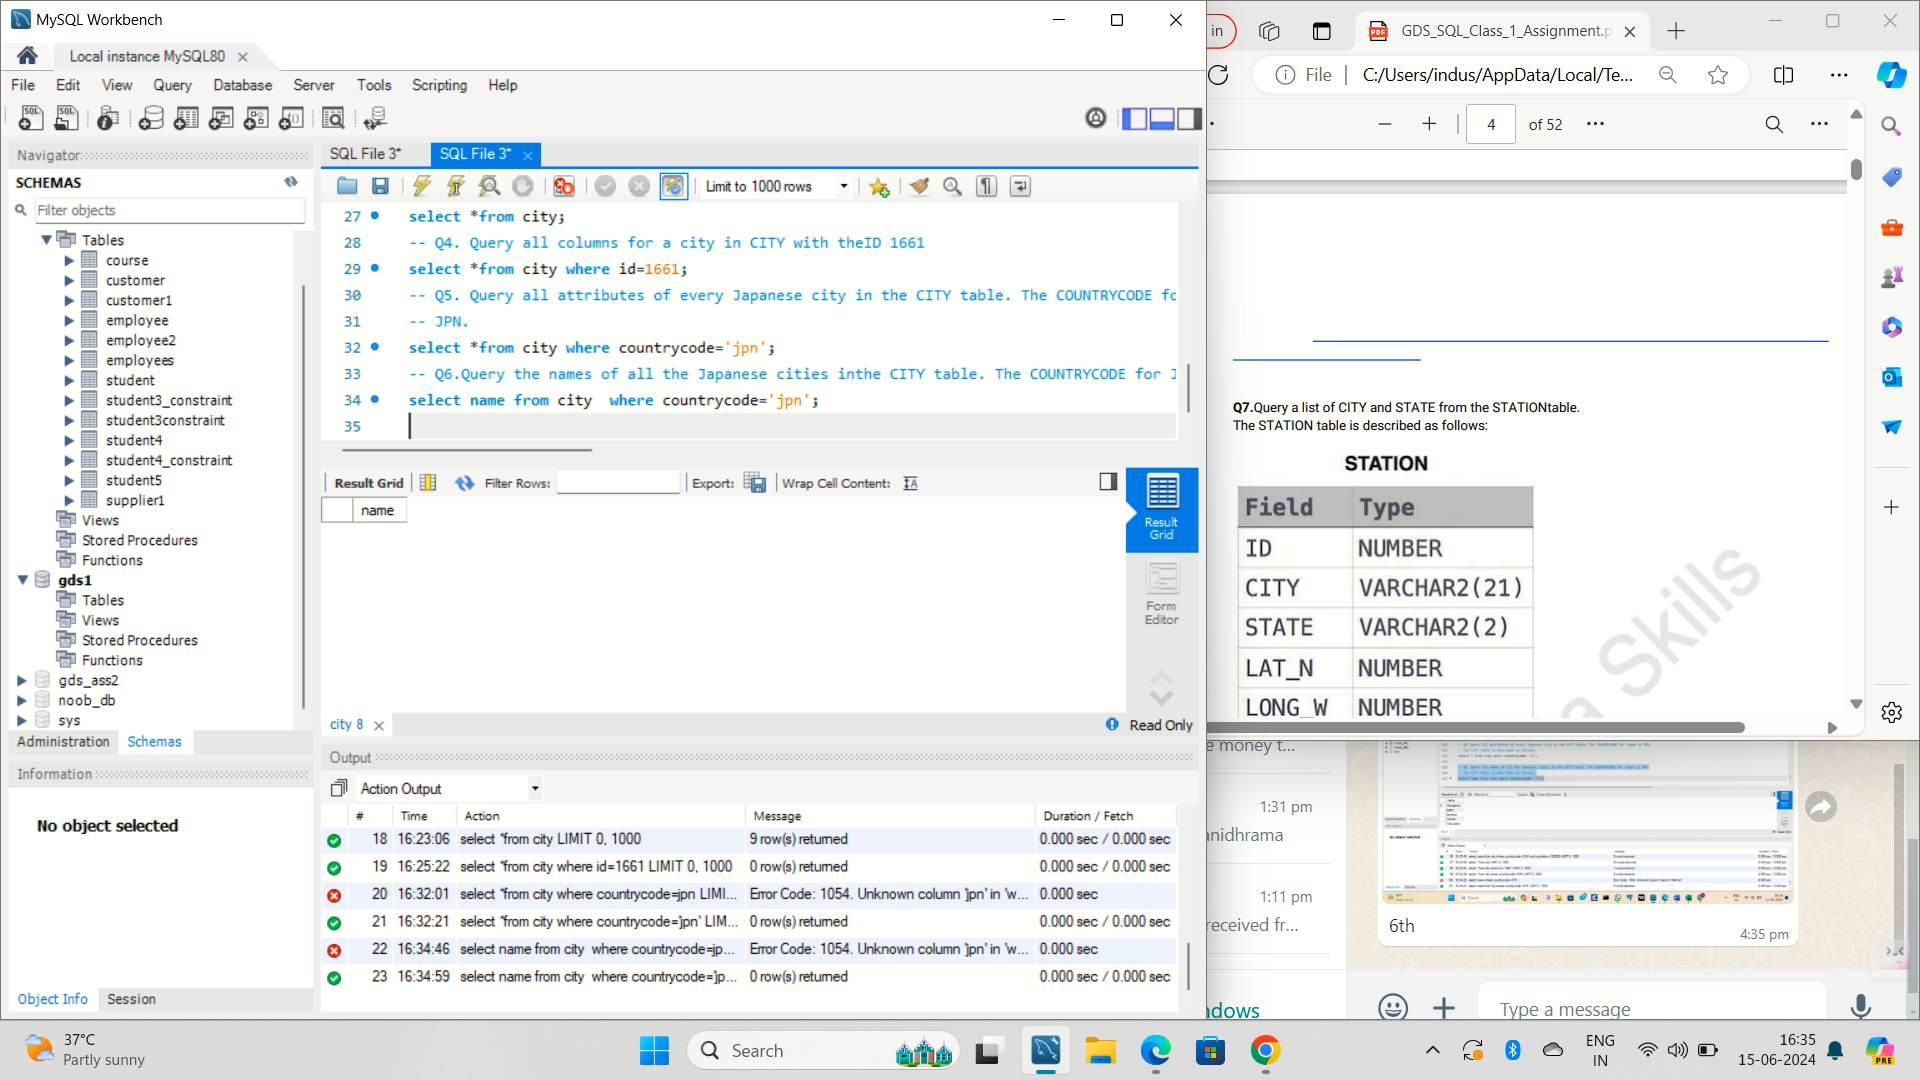 MySQL Workbench
Local instance MySQL80
File Edit View Query Database Server Tools Scripting Help
Navigator
SCHEMAS
Filter objects
Tables
course
customer
customer1
employee
employee2
employees
student
student3_constraint
student3constraint
student4
student4_constraint
student5
supplier1
Views
Stored Procedures
Functions
gds1
Tables
Views
Stored Procedures
Functions
gds_ass2
noob_db
sys
Administration Schemas
Information
No object selected
Object Info Session
SQL File 3* SQL File 3*
Limit to 1000 rows
27 select *from city;
28 -- Q4. Query all columns for a city in CITY with theID 1661
29 select *from city where id=1661;
30 -- Q5. Query all attributes of every Japanese city in the CITY table. The COUNTRYCODE fo
31 -- JPN.
32 select *from city where countrycode='jpn';
33 -- Q6.Query the names of all the Japanese cities inthe CITY table. The COUNTRYCODE for J
34 select name from city  where countrycode='jpn';
35
Result Grid Filter Rows: Export: Wrap Cell Content:
name
Result Grid
Form Editor
city 8
Read Only
Output
Action Output
# Time Action Message Duration / Fetch
18 16:23:06 select *from city LIMIT 0, 1000 9 row(s) returned 0.000 sec / 0.000 sec
19 16:25:22 select *from city where id=1661 LIMIT 0, 1000 0 row(s) returned 0.000 sec / 0.000 sec
20 16:32:01 select *from city where countrycode=jpn LIMI... Error Code: 1054. Unknown column 'jpn' in 'w... 0.000 sec
21 16:32:21 select *from city where countrycode='jpn' LIM... 0 row(s) returned 0.000 sec / 0.000 sec
22 16:34:46 select name from city  where countrycode=jp... Error Code: 1054. Unknown column 'jpn' in 'w... 0.000 sec
23 16:34:59 select name from city  where countrycode='jp... 0 row(s) returned 0.000 sec / 0.000 sec
in
GDS_SQL_Class_1_Assignment.p
File C:/Users/indus/AppData/Local/Te...
4 of 52
Q7.Query a list of CITY and STATE from the STATIONtable.
The STATION table is described as follows:
STATION
Field Type
ID NUMBER
CITY VARCHAR2(21)
STATE VARCHAR2(2)
LAT_N NUMBER
LONG_W NUMBER
a Skills
e money t...
1:31 pm
anidhrama
1:11 pm
received fr...
ndows
6th
4:35 pm
Type a message
37°C
Partly sunny
Search
ENG
IN
16:35
15-06-2024
PRE